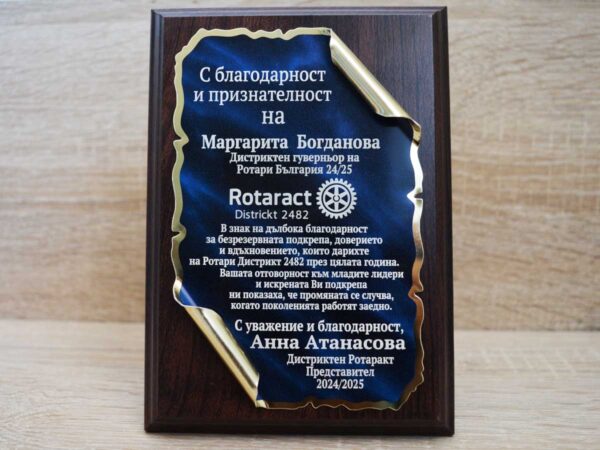 С благодарност
и признателност
на
Маргарита Богданова
Дистриктен гуверньор на
Ротари България 24/25
Rotaract
Districkt 2482
В знак на дълбока благодарност
за безрезервната подкрепа, доверието
и вдъхновението, които дарихте
на Ротари Дистрикт 2482 през цялата година.
Вашата отговорност към младите лидери
и искрената Ви подкрепа
ни показаха, че промяната се случва,
когато поколенията работят заедно.
С уважение и благодарност,
Анна Атанасова
Дистриктен Ротаракт
Представител
2024/2025